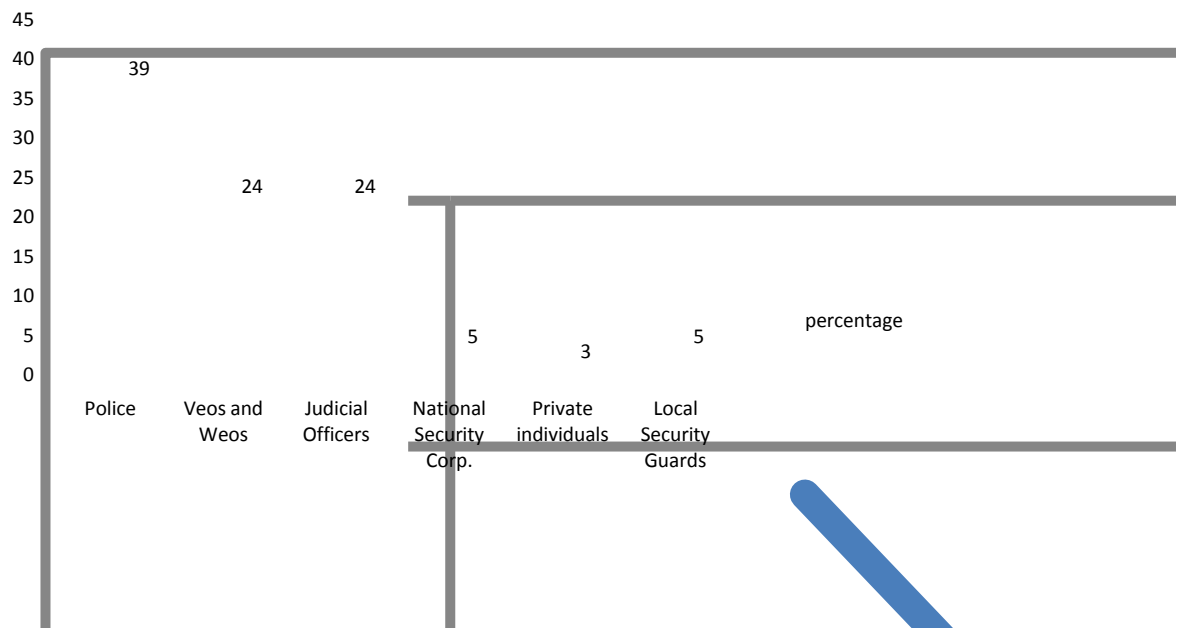 45
40
39
35
30
25
24 24
20
15
10
5
5 3 5
percentage
0
Police Veos and Judicial National Private Local
Weos Officers Security individuals Security
Corp. Guards